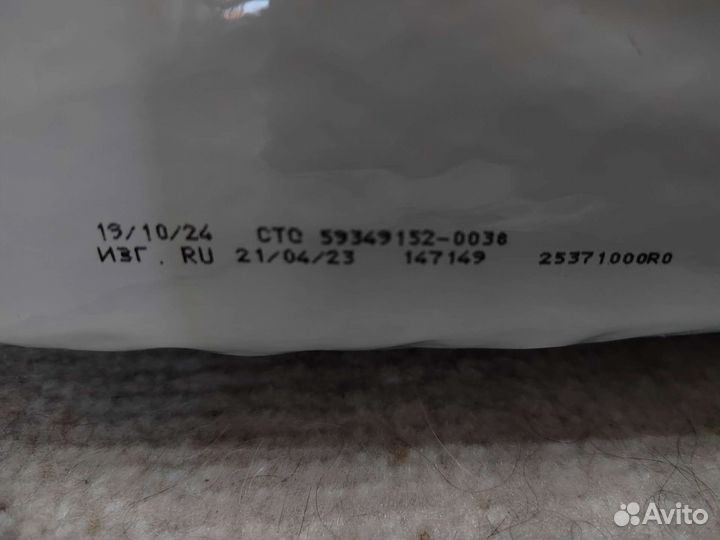 19/10/24 СТО 59349152-0038
ИЗГ. RU 21/04/23 147149 25371000R0
Avito